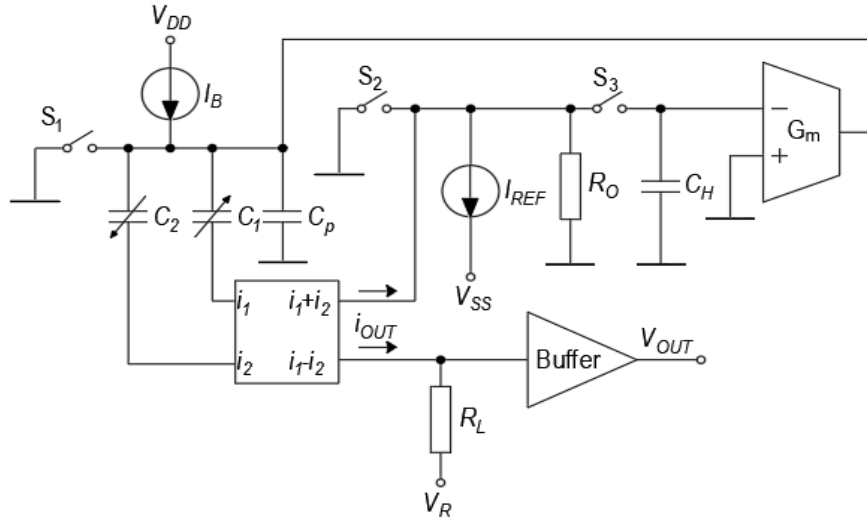 V_DD
I_B
S_1
S_2
S_3
G_m
−
+
C_2
C_1
C_p
I_REF
R_O
C_H
V_SS
i_1
i_1+i_2
i_OUT
i_2
i_1-i_2
Buffer
V_OUT
R_L
V_R